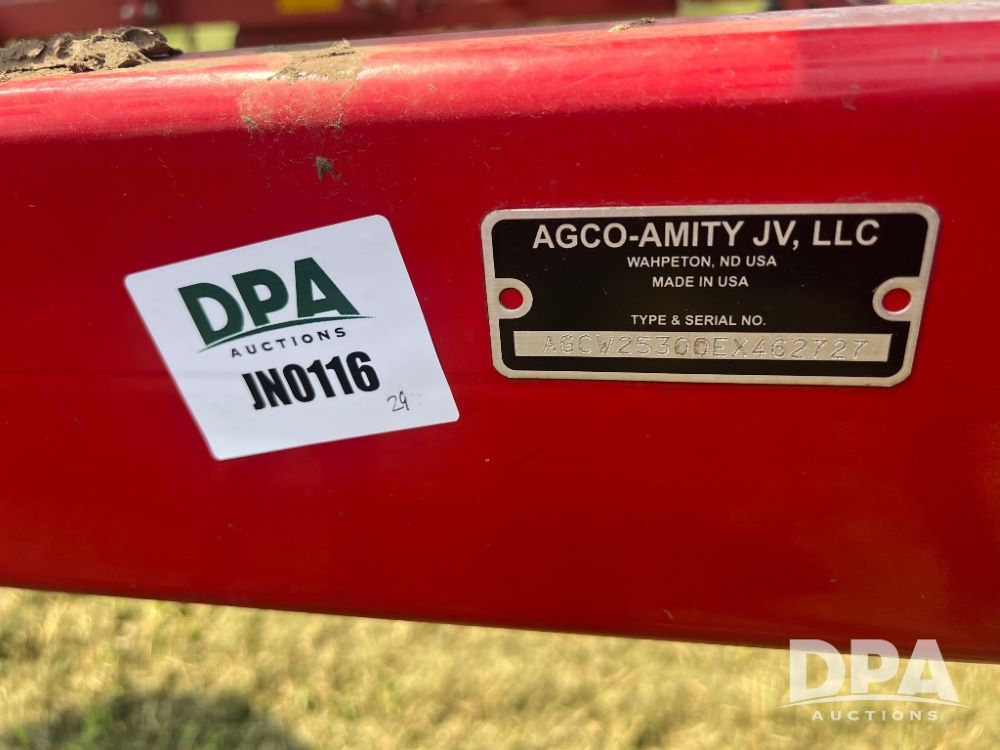 DPA
AUCTIONS
JN0116
29
AGCO-AMITY JV, LLC
WAHPETON, ND USA
MADE IN USA
TYPE & SERIAL NO.
AGCW25300EX462727
DPA
AUCTIONS